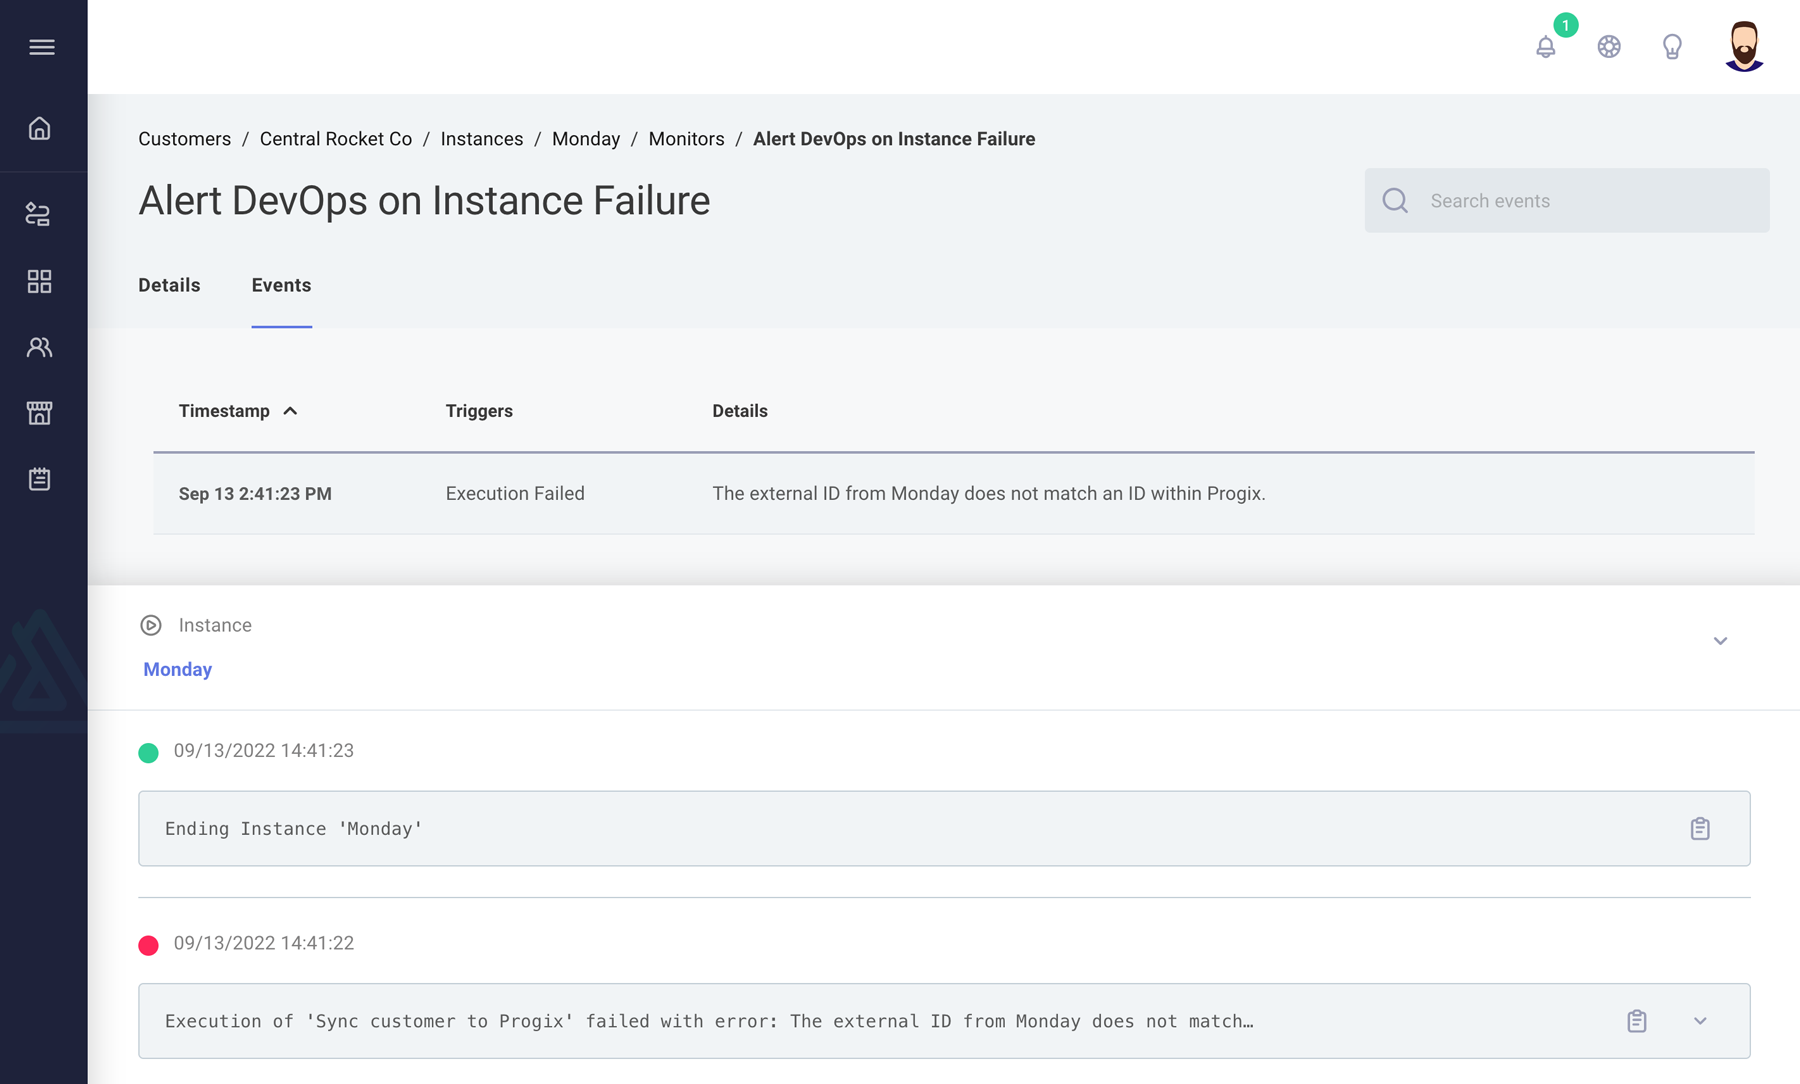 1
Customers / Central Rocket Co / Instances / Monday / Monitors / Alert DevOps on Instance Failure
Alert DevOps on Instance Failure
Search events
Details Events
Timestamp Triggers Details
Sep 13 2:41:23 PM Execution Failed The external ID from Monday does not match an ID within Progix.
Instance
Monday
09/13/2022 14:41:23
Ending Instance 'Monday'
09/13/2022 14:41:22
Execution of 'Sync customer to Progix' failed with error: The external ID from Monday does not match…